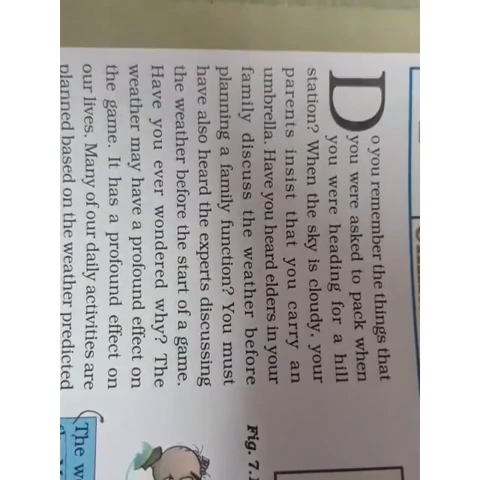 Do you remember the things that
you were asked to pack when
you were heading for a hill
station? When the sky is cloudy, your
parents insist that you carry an
umbrella. Have you heard elders in your
family discuss the weather before
planning a family function? You must
have also heard the experts discussing
the weather before the start of a game.
Have you ever wondered why? The
weather may have a profound effect on
the game. It has a profound effect on
our lives. Many of our daily activities are
planned based on the weather predicted
Fig. 7.1
The w